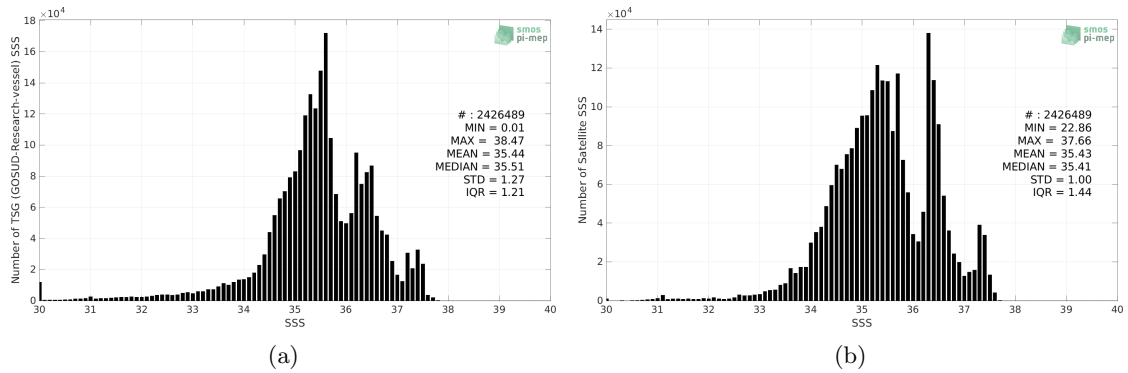 ×10⁴
18
16
14
12
10
8
6
4
2
0
Number of TSG (GOSUD-Research-vessel) SSS
smos
pi-mep
# : 2426489
MIN = 0.01
MAX = 38.47
MEAN = 35.44
MEDIAN = 35.51
STD = 1.27
IQR = 1.21
30 31 32 33 34 35 36 37 38 39 40
SSS
(a)
×10⁴
14
12
10
8
6
4
2
0
Number of Satellite SSS
smos
pi-mep
# : 2426489
MIN = 22.86
MAX = 37.66
MEAN = 35.43
MEDIAN = 35.41
STD = 1.00
IQR = 1.44
30 31 32 33 34 35 36 37 38 39 40
SSS
(b)